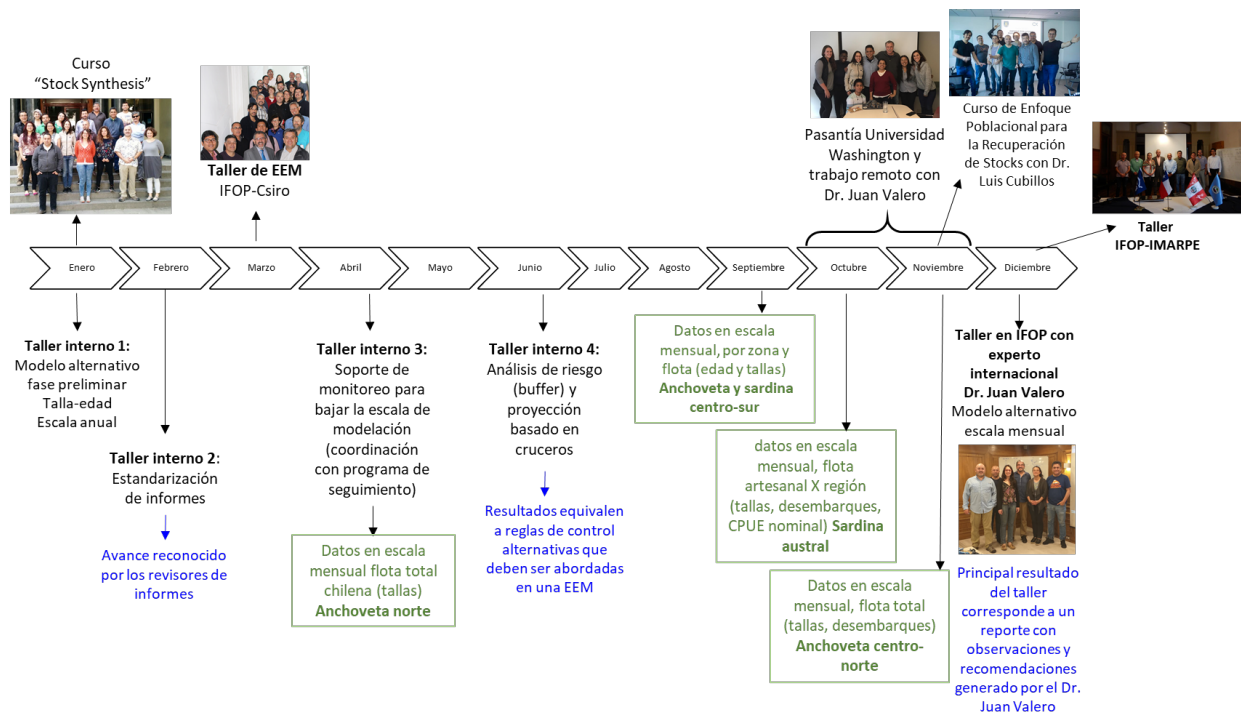 Curso
“Stock Synthesis”
Taller de EEM
IFOP-Csiro
Pasantía Universidad
Washington y
trabajo remoto con
Dr. Juan Valero
Curso de Enfoque
Poblacional para
la Recuperación
de Stocks con Dr.
Luis Cubillos
Taller
IFOP-IMARPE
Enero
Febrero
Marzo
Abril
Mayo
Junio
Julio
Agosto
Septiembre
Octubre
Noviembre
Diciembre
Taller interno 1:
Modelo alternativo
fase preliminar
Talla-edad
Escala anual
Taller interno 2:
Estandarización
de informes
Avance reconocido
por los revisores de
informes
Taller interno 3:
Soporte de
monitoreo para
bajar la escala de
modelación
(coordinación
con programa de
seguimiento)
Datos en escala
mensual flota total
chilena (tallas)
Anchoveta norte
Taller interno 4:
Análisis de riesgo
(buffer) y
proyección
basado en
cruceros
Resultados equivalen
a reglas de control
alternativas que
deben ser abordadas
en una EEM
Datos en escala
mensual, por zona y
flota (edad y tallas)
Anchoveta y sardina
centro-sur
datos en escala
mensual, flota
artesanal X región
(tallas, desembarques,
CPUE nominal) Sardina
austral
Datos en escala
mensual, flota total
(tallas, desembarques)
Anchoveta centro-
norte
Taller en IFOP con
experto
internacional
Dr. Juan Valero
Modelo alternativo
escala mensual
Principal resultado
del taller
corresponde a un
reporte con
observaciones y
recomendaciones
generado por el Dr.
Juan Valero